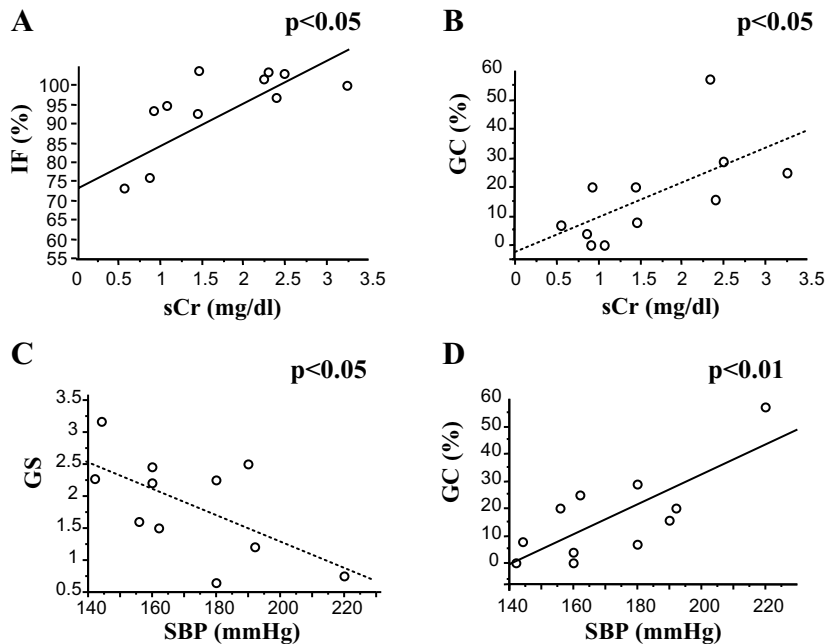 A
p<0.05
IF (%)
100
95
90
85
80
75
70
65
60
55
0 0.5 1 1.5 2 2.5 3 3.5
sCr (mg/dl)
B
p<0.05
GC (%)
60
50
40
30
20
10
0
0 0.5 1 1.5 2 2.5 3 3.5
sCr (mg/dl)
C
p<0.05
GS
3.5
3
2.5
2
1.5
1
0.5
140 160 180 200 220
SBP (mmHg)
D
p<0.01
GC (%)
60
50
40
30
20
10
0
140 160 180 200 220
SBP (mmHg)